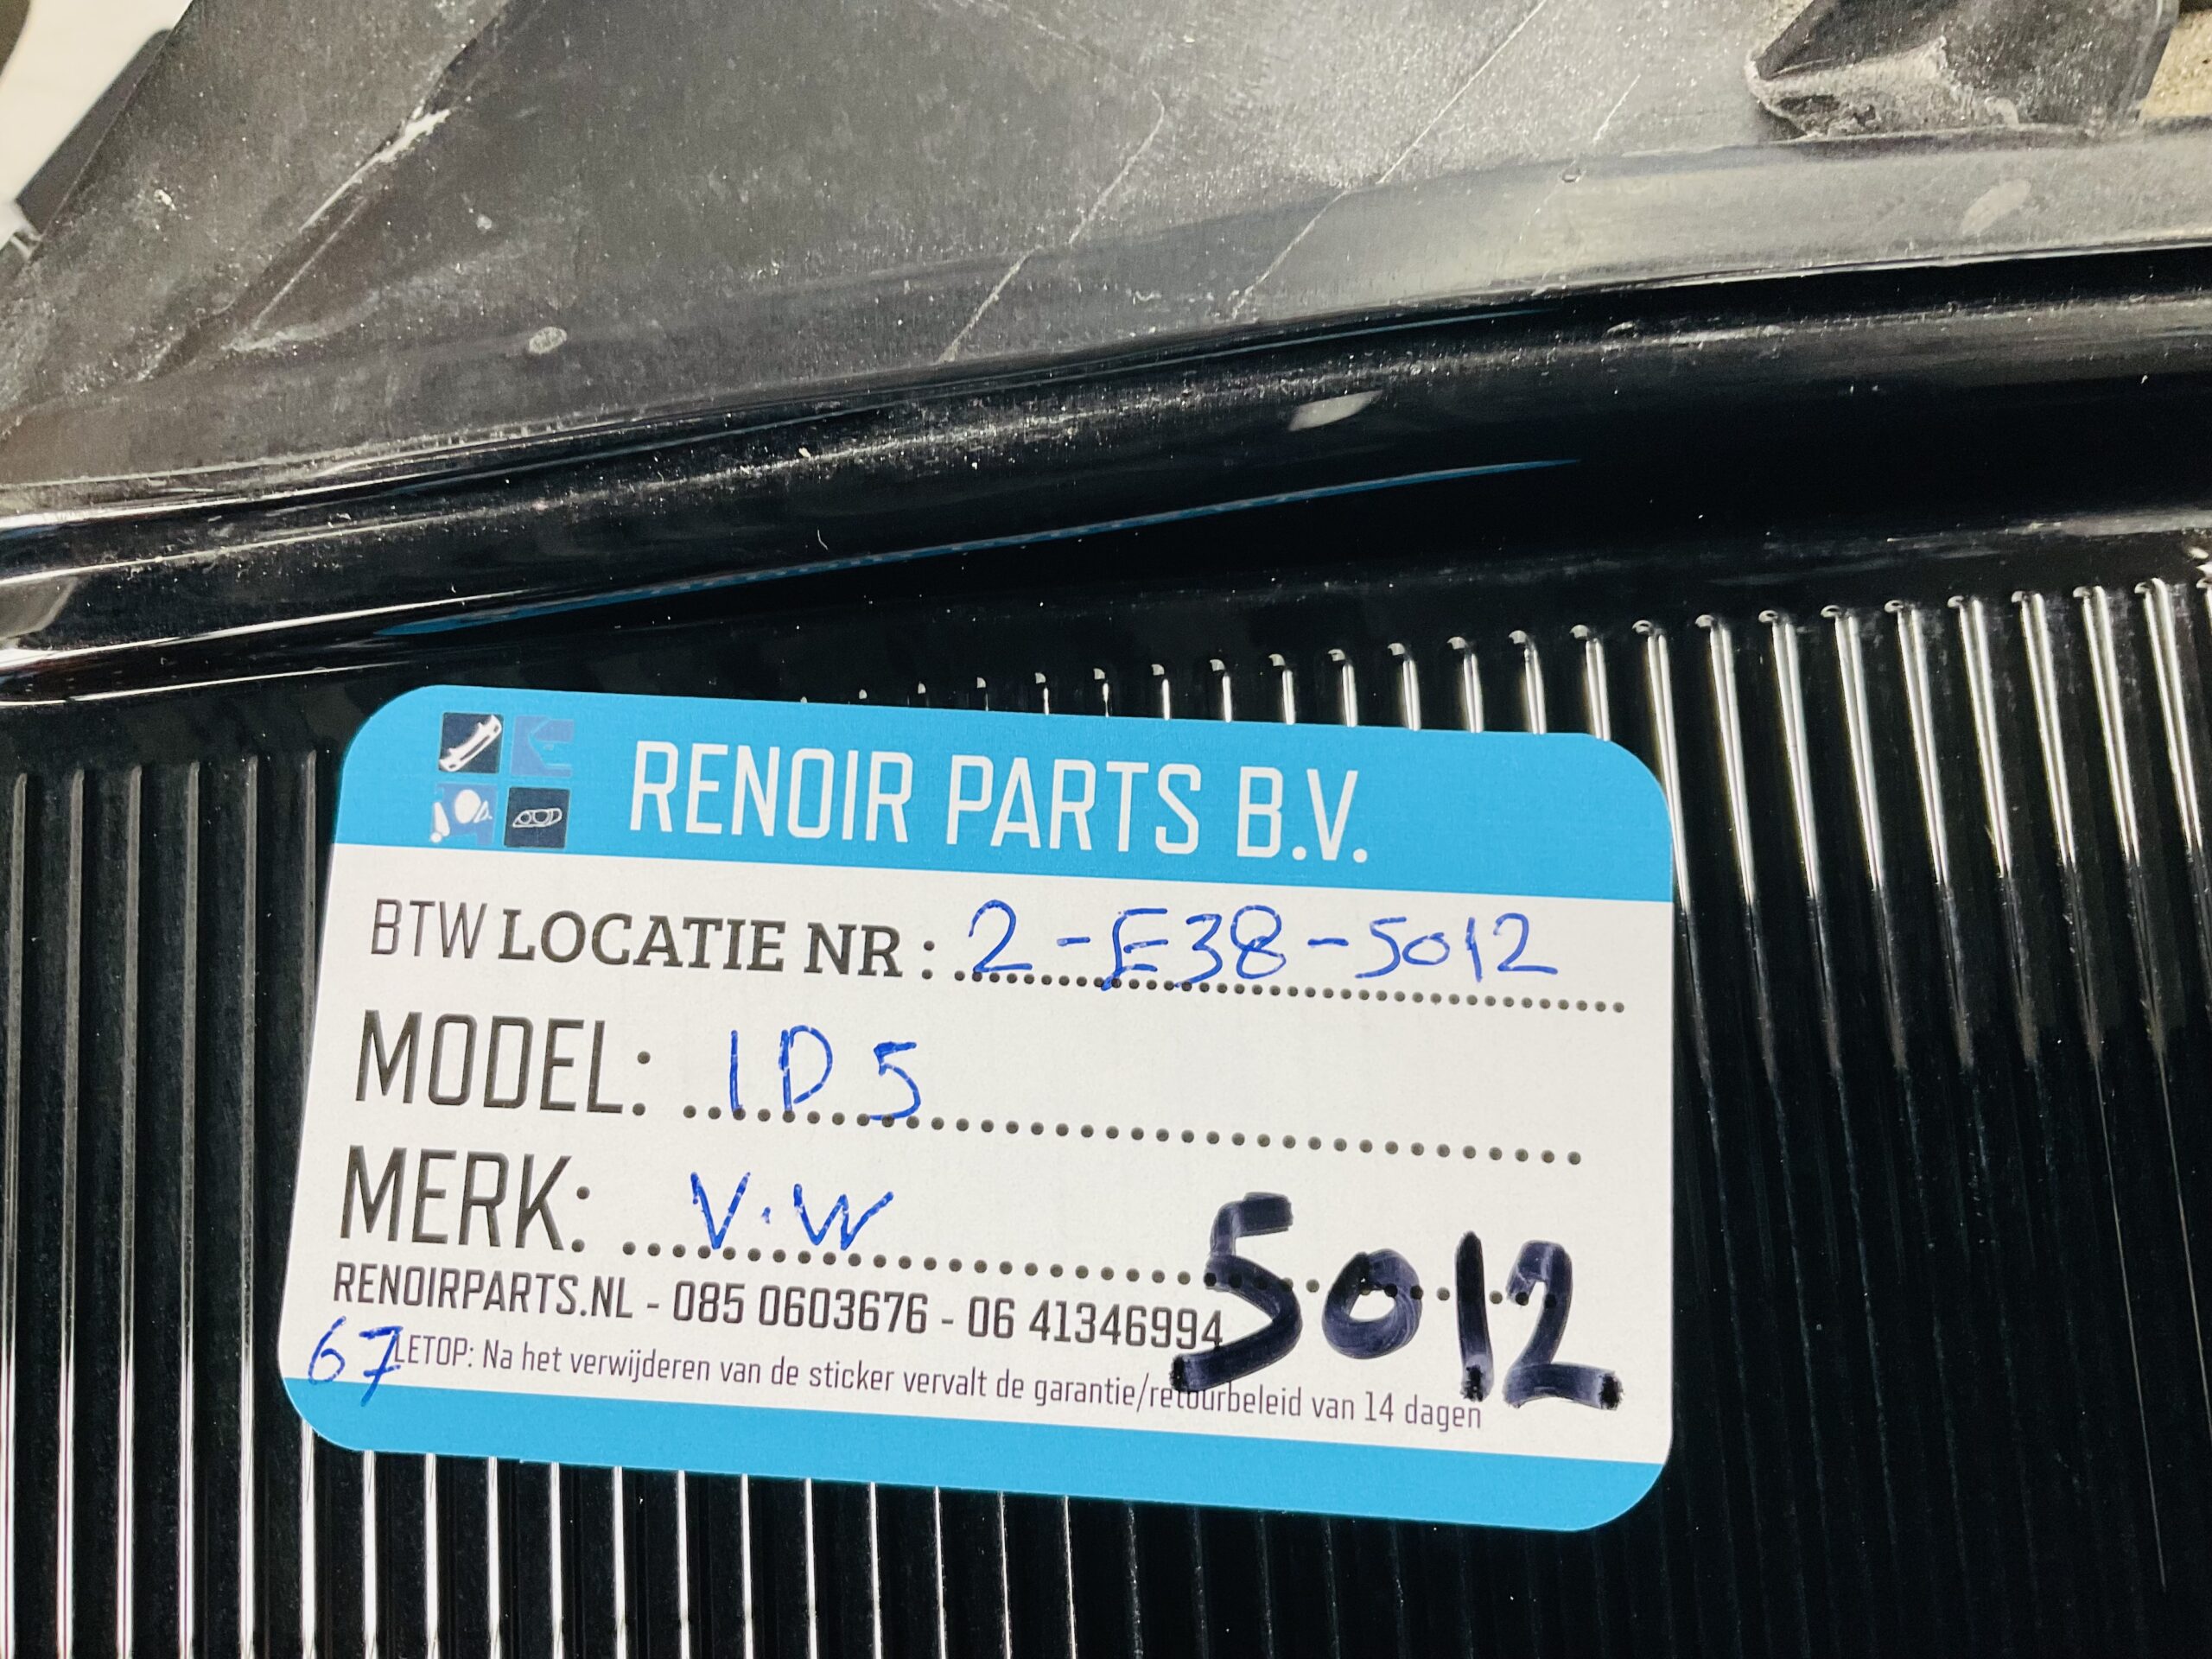 RENOIR PARTS B.V.
BTW LOCATIE NR : 2-E38-5012
MODEL: ID5
MERK: V.W
5012
RENOIRPARTS.NL - 085 0603676 - 06 41346994
67
LETOP: Na het verwijderen van de sticker vervalt de garantie/retourbeleid van 14 dagen